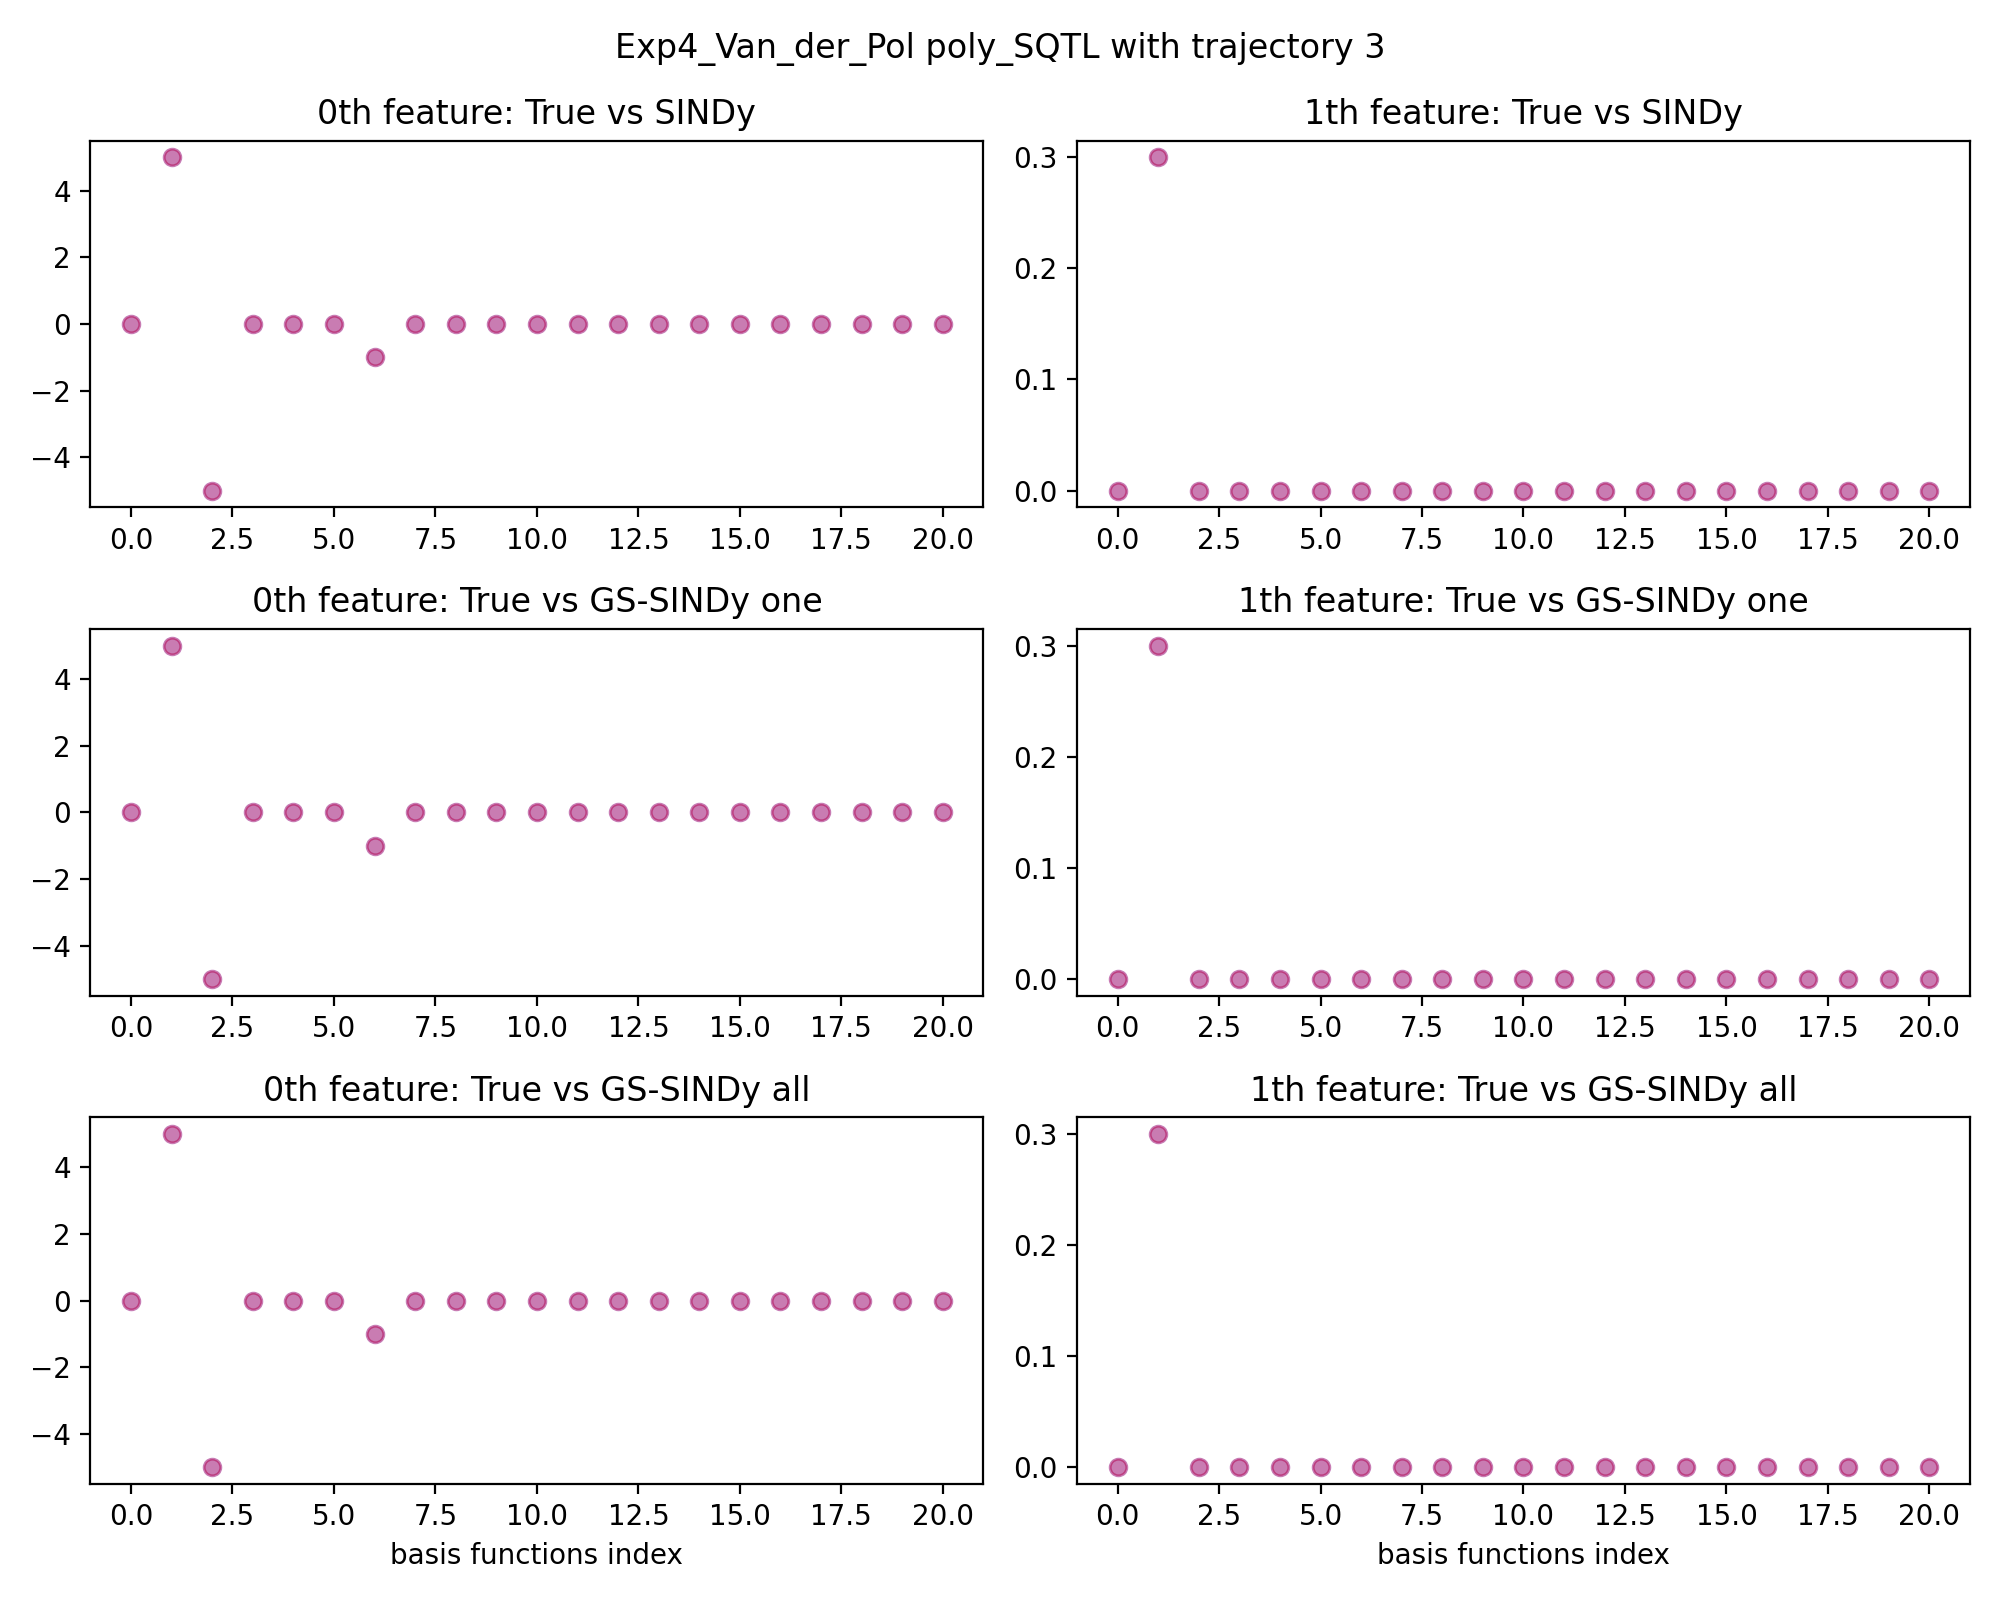 Exp4_Van_der_Pol poly_SQTL with trajectory 3
0th feature: True vs SINDy
4
2
0
−2
−4
0.0 2.5 5.0 7.5 10.0 12.5 15.0 17.5 20.0
1th feature: True vs SINDy
0.3
0.2
0.1
0.0
0.0 2.5 5.0 7.5 10.0 12.5 15.0 17.5 20.0
0th feature: True vs GS-SINDy one
4
2
0
−2
−4
0.0 2.5 5.0 7.5 10.0 12.5 15.0 17.5 20.0
1th feature: True vs GS-SINDy one
0.3
0.2
0.1
0.0
0.0 2.5 5.0 7.5 10.0 12.5 15.0 17.5 20.0
0th feature: True vs GS-SINDy all
4
2
0
−2
−4
0.0 2.5 5.0 7.5 10.0 12.5 15.0 17.5 20.0
basis functions index
1th feature: True vs GS-SINDy all
0.3
0.2
0.1
0.0
0.0 2.5 5.0 7.5 10.0 12.5 15.0 17.5 20.0
basis functions index